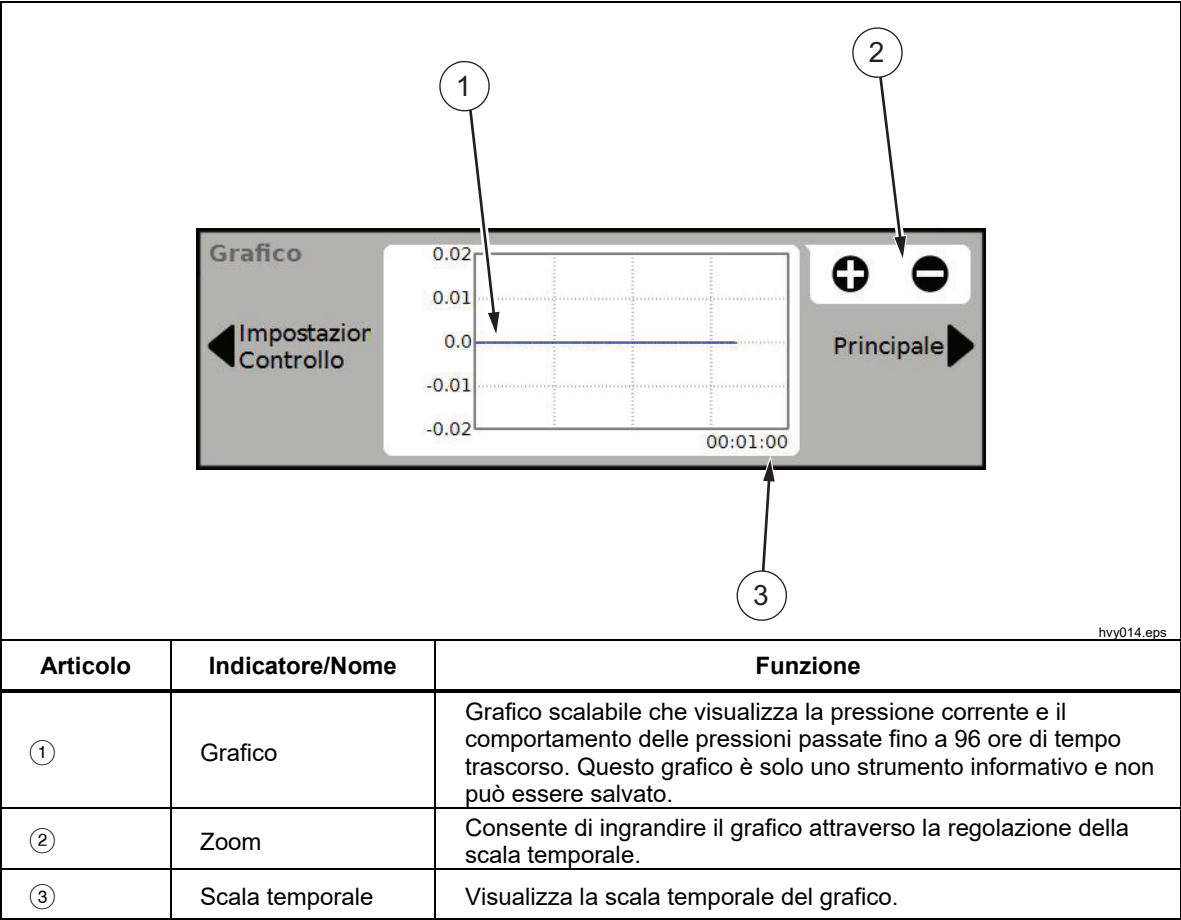 1
2
Grafico
Impostazior
Controllo
0.02
0.01
0.0
-0.01
-0.02
00:01:00
Principale
3
hvy014.eps
Articolo Indicatore/Nome Funzione
1 Grafico Grafico scalabile che visualizza la pressione corrente e il
comportamento delle pressioni passate fino a 96 ore di tempo
trascorso. Questo grafico è solo uno strumento informativo e non
può essere salvato.
2 Zoom Consente di ingrandire il grafico attraverso la regolazione della
scala temporale.
3 Scala temporale Visualizza la scala temporale del grafico.